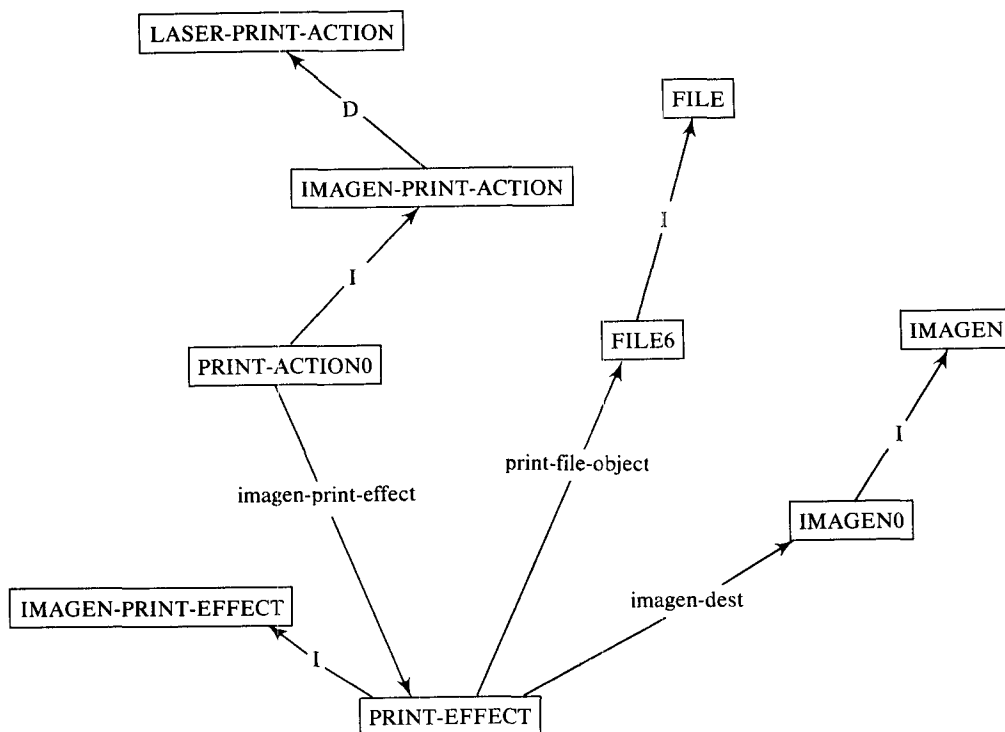 LASER-PRINT-ACTION
FILE
D
IMAGEN-PRINT-ACTION
I
I
PRINT-ACTION0
FILE6
IMAGEN
I
print-file-object
imagen-print-effect
IMAGEN0
IMAGEN-PRINT-EFFECT
imagen-dest
I
PRINT-EFFECT